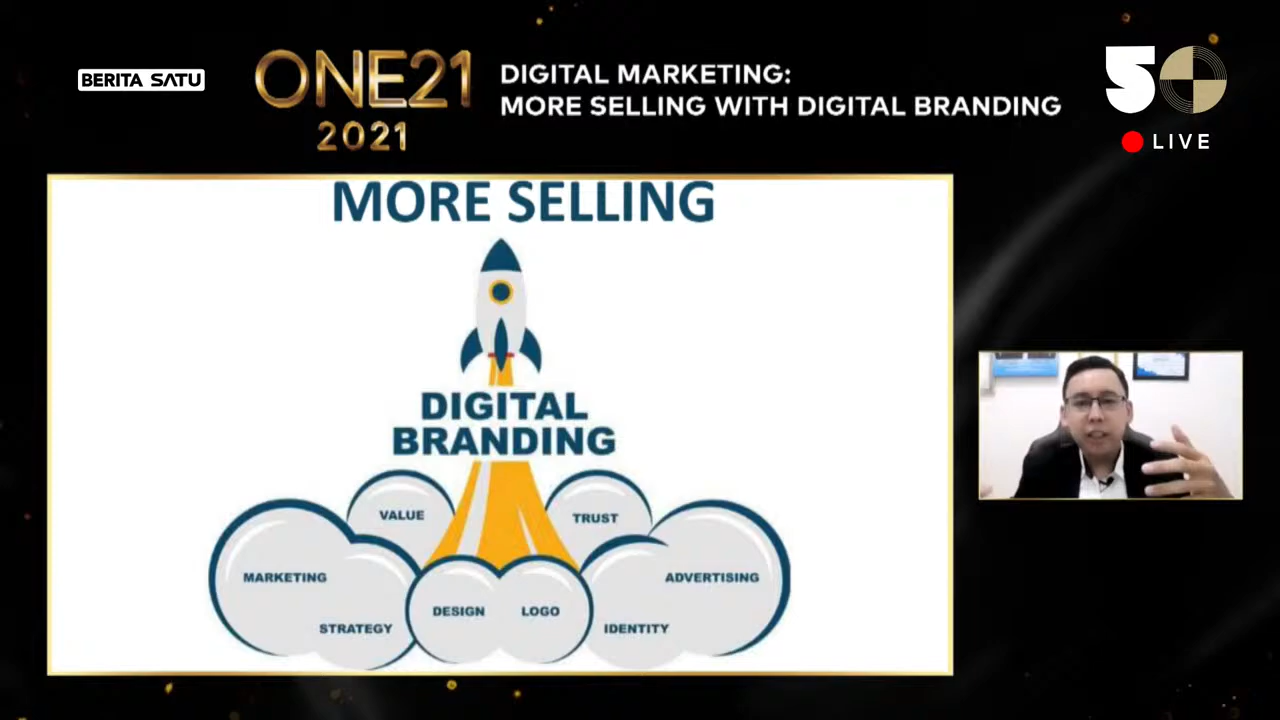 BERITA SATU
ONE21
2021
DIGITAL MARKETING:
MORE SELLING WITH DIGITAL BRANDING
50
LIVE
MORE SELLING
DIGITAL
BRANDING
VALUE
TRUST
MARKETING
ADVERTISING
DESIGN
LOGO
STRATEGY
IDENTITY